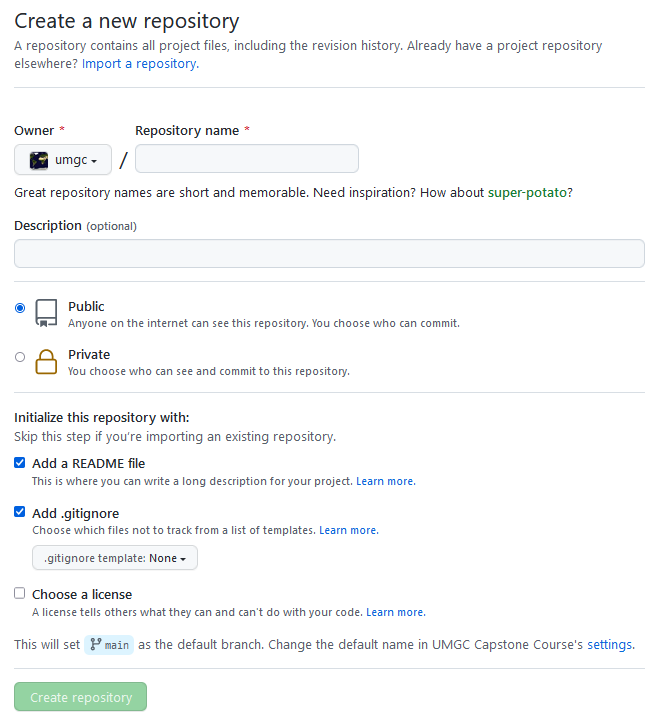 Create a new repository
A repository contains all project files, including the revision history. Already have a project repository
elsewhere? Import a repository.
Owner * Repository name *
umgc /
Great repository names are short and memorable. Need inspiration? How about super-potato?
Description (optional)
Public
Anyone on the internet can see this repository. You choose who can commit.
Private
You choose who can see and commit to this repository.
Initialize this repository with:
Skip this step if you're importing an existing repository.
Add a README file
This is where you can write a long description for your project. Learn more.
Add .gitignore
Choose which files not to track from a list of templates. Learn more.
.gitignore template: None
Choose a license
A license tells others what they can and can't do with your code. Learn more.
This will set main as the default branch. Change the default name in UMGC Capstone Course's settings.
Create repository